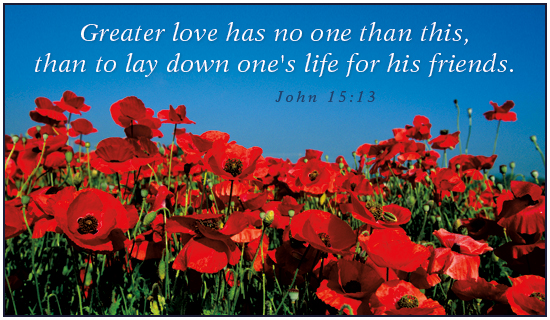 Greater love has no one than this,
than to lay down one's life for his friends.
John 15:13